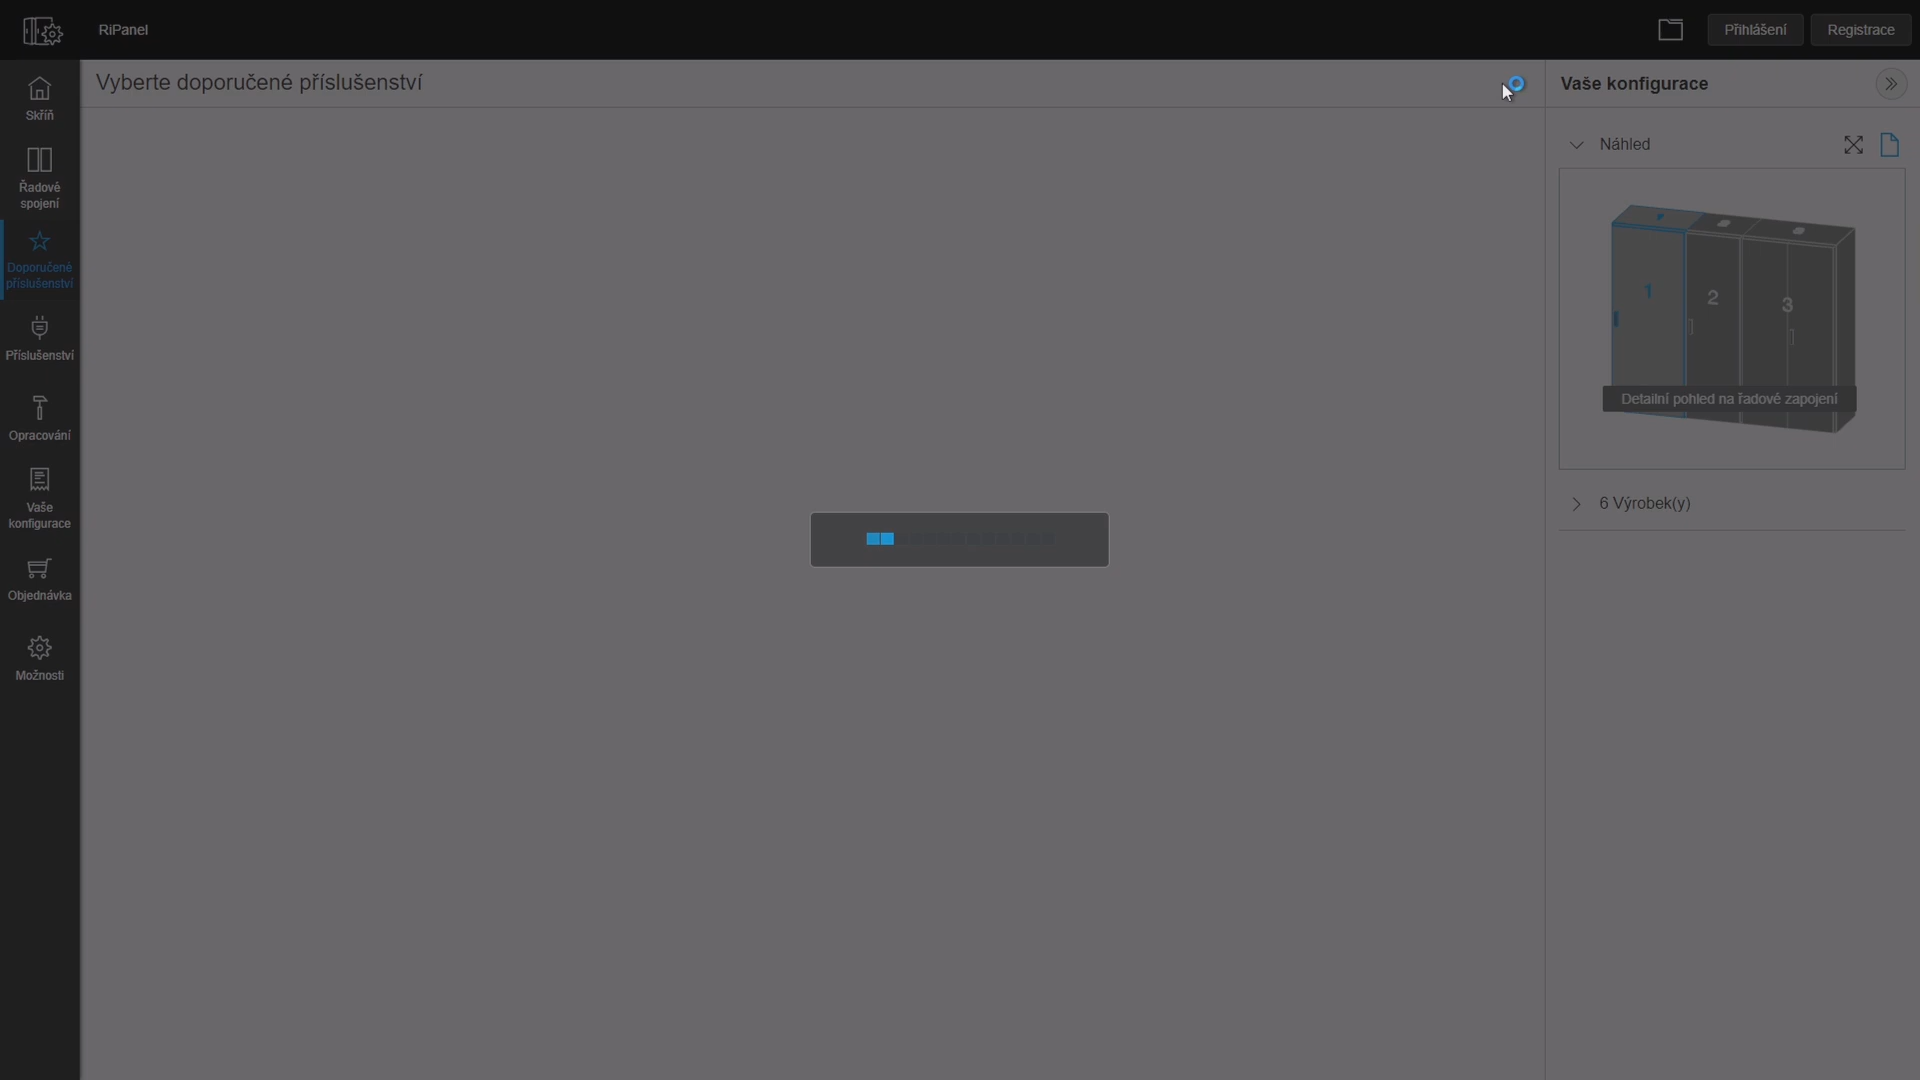 RiPanel
Přihlášení
Registrace
Vyberte doporučené příslušenství
Vaše konfigurace
Skříň
Řadové
spojení
Doporučené
příslušenství
Příslušenství
Opracování
Vaše
konfigurace
Objednávka
Možnosti
Náhled
1
2
3
Detailní pohled na řadové zapojení
6 Výrobek(y)